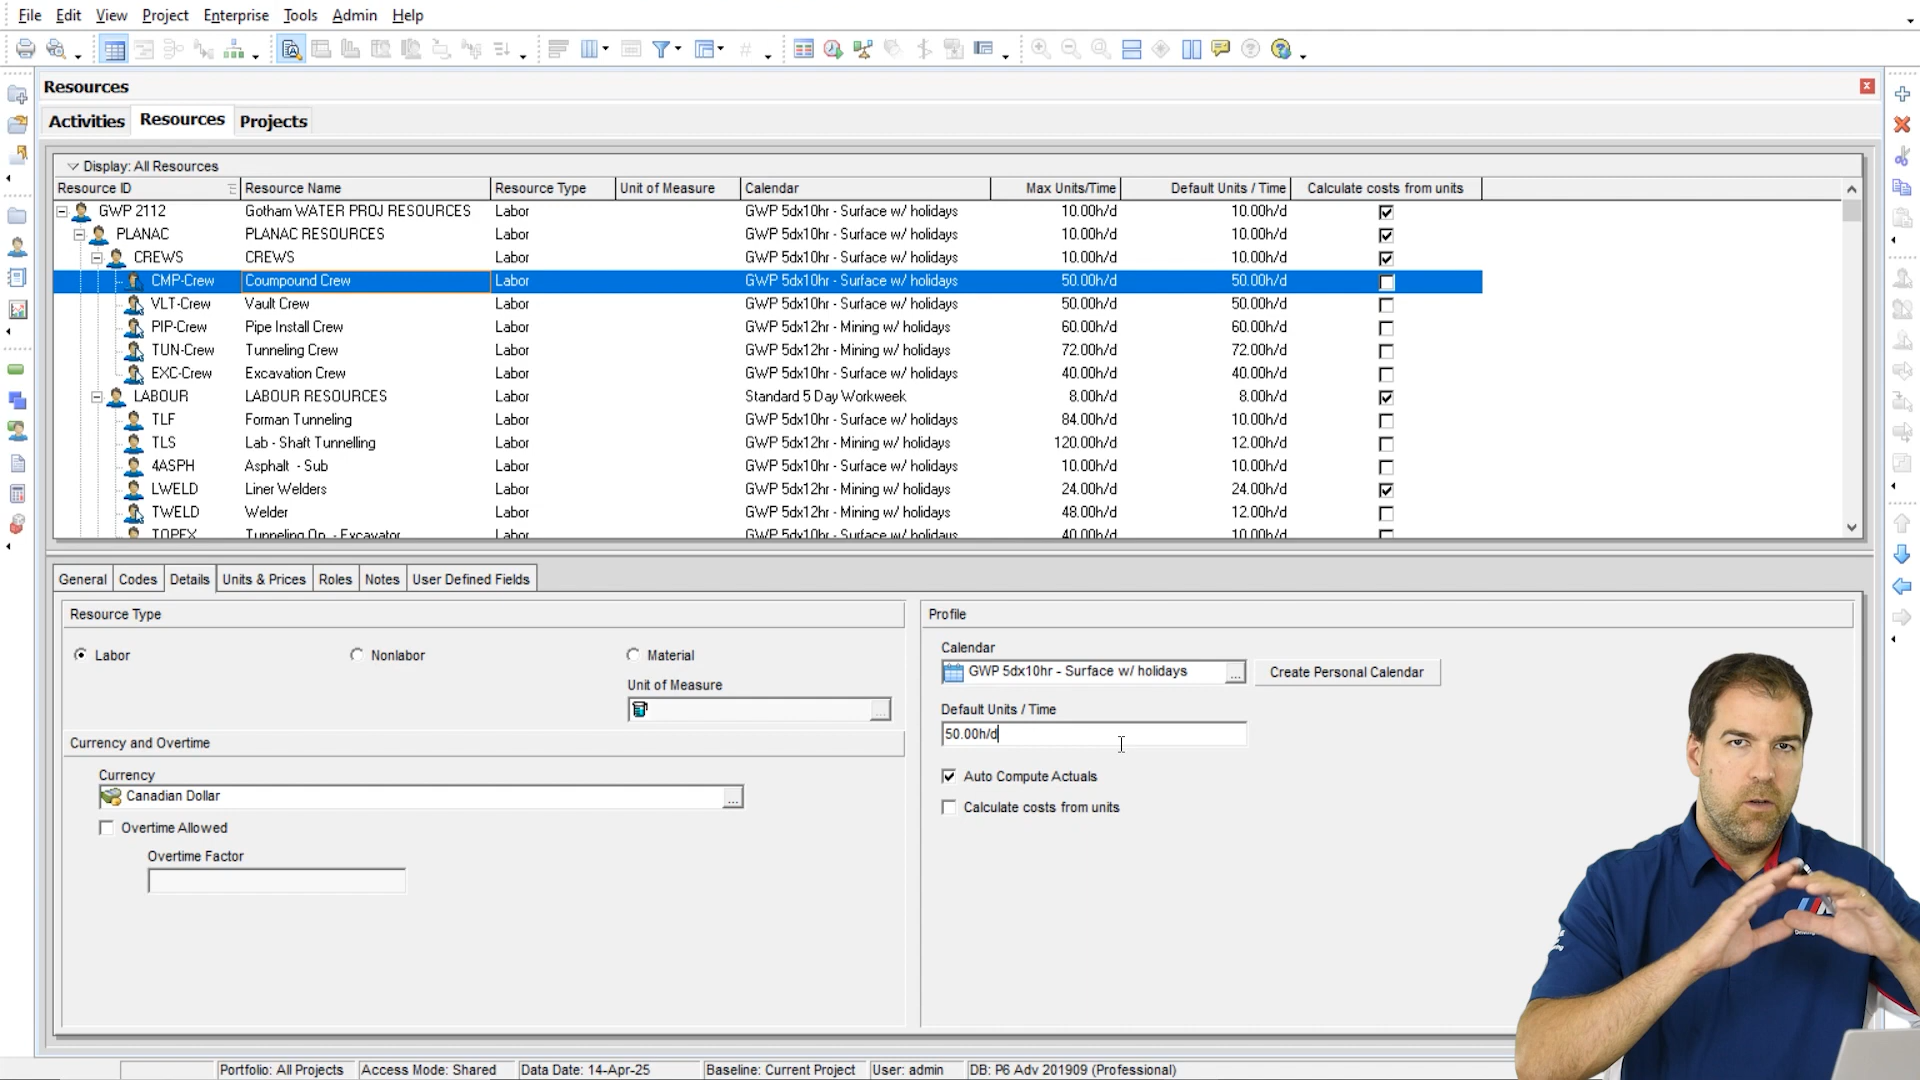 File Edit View Project Enterprise Tools Admin Help
Resources
Activities Resources Projects
Display: All Resources
Resource ID Resource Name Resource Type Unit of Measure Calendar Max Units/Time Default Units / Time Calculate costs from units
GWP 2112 Gotham WATER PROJ RESOURCES Labor GWP 5dx10hr - Surface w/ holidays 10.00h/d 10.00h/d
PLANAC PLANAC RESOURCES Labor GWP 5dx10hr - Surface w/ holidays 10.00h/d 10.00h/d
CREWS CREWS Labor GWP 5dx10hr - Surface w/ holidays 10.00h/d 10.00h/d
CMP-Crew Coumpound Crew Labor GWP 5dx10hr - Surface w/ holidays 50.00h/d 50.00h/d
VLT-Crew Vault Crew Labor GWP 5dx10hr - Surface w/ holidays 50.00h/d 50.00h/d
PIP-Crew Pipe Install Crew Labor GWP 5dx12hr - Mining w/ holidays 60.00h/d 60.00h/d
TUN-Crew Tunneling Crew Labor GWP 5dx12hr - Mining w/ holidays 72.00h/d 72.00h/d
EXC-Crew Excavation Crew Labor GWP 5dx10hr - Surface w/ holidays 40.00h/d 40.00h/d
LABOUR LABOUR RESOURCES Labor Standard 5 Day Workweek 8.00h/d 8.00h/d
TLF Forman Tunneling Labor GWP 5dx10hr - Surface w/ holidays 84.00h/d 10.00h/d
TLS Lab - Shaft Tunnelling Labor GWP 5dx12hr - Mining w/ holidays 120.00h/d 12.00h/d
4ASPH Asphalt - Sub Labor GWP 5dx10hr - Surface w/ holidays 10.00h/d 10.00h/d
LWELD Liner Welders Labor GWP 5dx12hr - Mining w/ holidays 24.00h/d 24.00h/d
TWELD Welder Labor GWP 5dx12hr - Mining w/ holidays 48.00h/d 12.00h/d
TOPEX Tunneling Op. - Excavator Labor GWP 5dx10hr - Surface w/ holidays 40.00h/d 10.00h/d
General Codes Details Units & Prices Roles Notes User Defined Fields
Resource Type
Labor Nonlabor Material
Unit of Measure
Currency and Overtime
Currency
Canadian Dollar
Overtime Allowed
Overtime Factor
Profile
Calendar
GWP 5dx10hr - Surface w/ holidays Create Personal Calendar
Default Units / Time
50.00h/d
Auto Compute Actuals
Calculate costs from units
Portfolio: All Projects Access Mode: Shared Data Date: 14-Apr-25 Baseline: Current Project User: admin DB: P6 Adv 201909 (Professional)